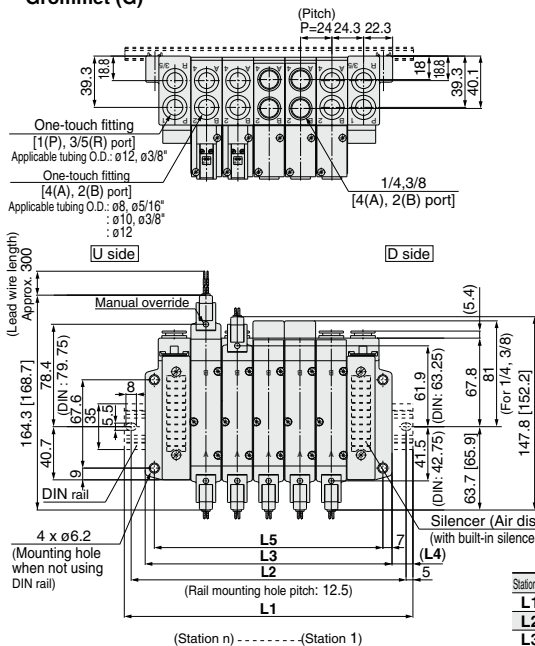 Grommet (G)
(Pitch)
P=24 24.3 22.3
39.3
18.8
18
18.8
39.3
40.1
One-touch fitting
[1(P), 3/5(R) port]
Applicable tubing O.D.: ø12, ø3/8"
One-touch fitting
[4(A), 2(B) port]
Applicable tubing O.D.: ø8, ø5/16"
: ø10, ø3/8"
: ø12
1/4,3/8
[4(A), 2(B) port]
U side
D side
(Lead wire length)
Approx. 300
Manual override
164.3 [168.7]
78.4
(DIN: 79. 75)
67.6
35
5.5
8
40.7
9
(5.4)
61.9
(DIN: 63.25)
67.8
81
(For 1/4, 3/8)
147.8 [152.2]
41.5
(DIN: 42.75)
63.7 [65.9]
DIN rail
4 x ø6.2
(Mounting hole
when not using
DIN rail)
Silencer (Air dis
(with built-in silence
L5
7
L3
(L4)
L2
5
(Rail mounting hole pitch: 12.5)
L1
(Station n) - - - - - - - - (Station 1)
Station
L1
L2
L3